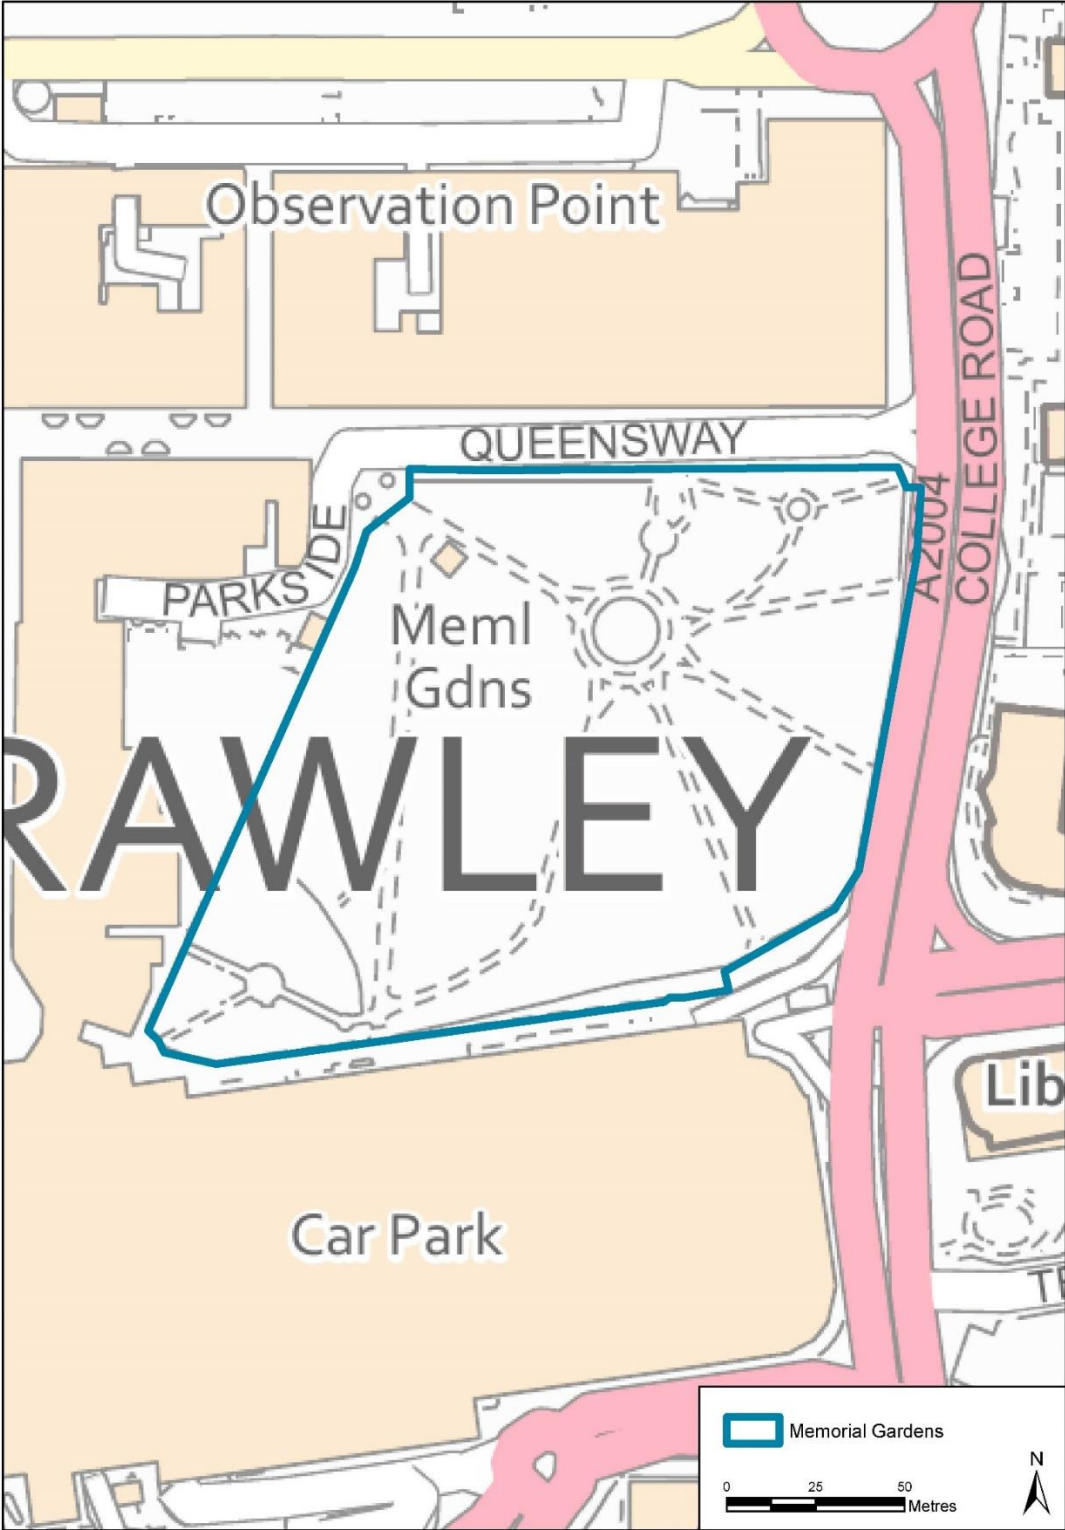 Observation Point
QUEENSWAY
COLLEGE ROAD
A2004
PARKSIDE
Meml
Gdns
RAWLEY
Lib
Car Park
TE
Memorial Gardens
N
0 25 50
Metres